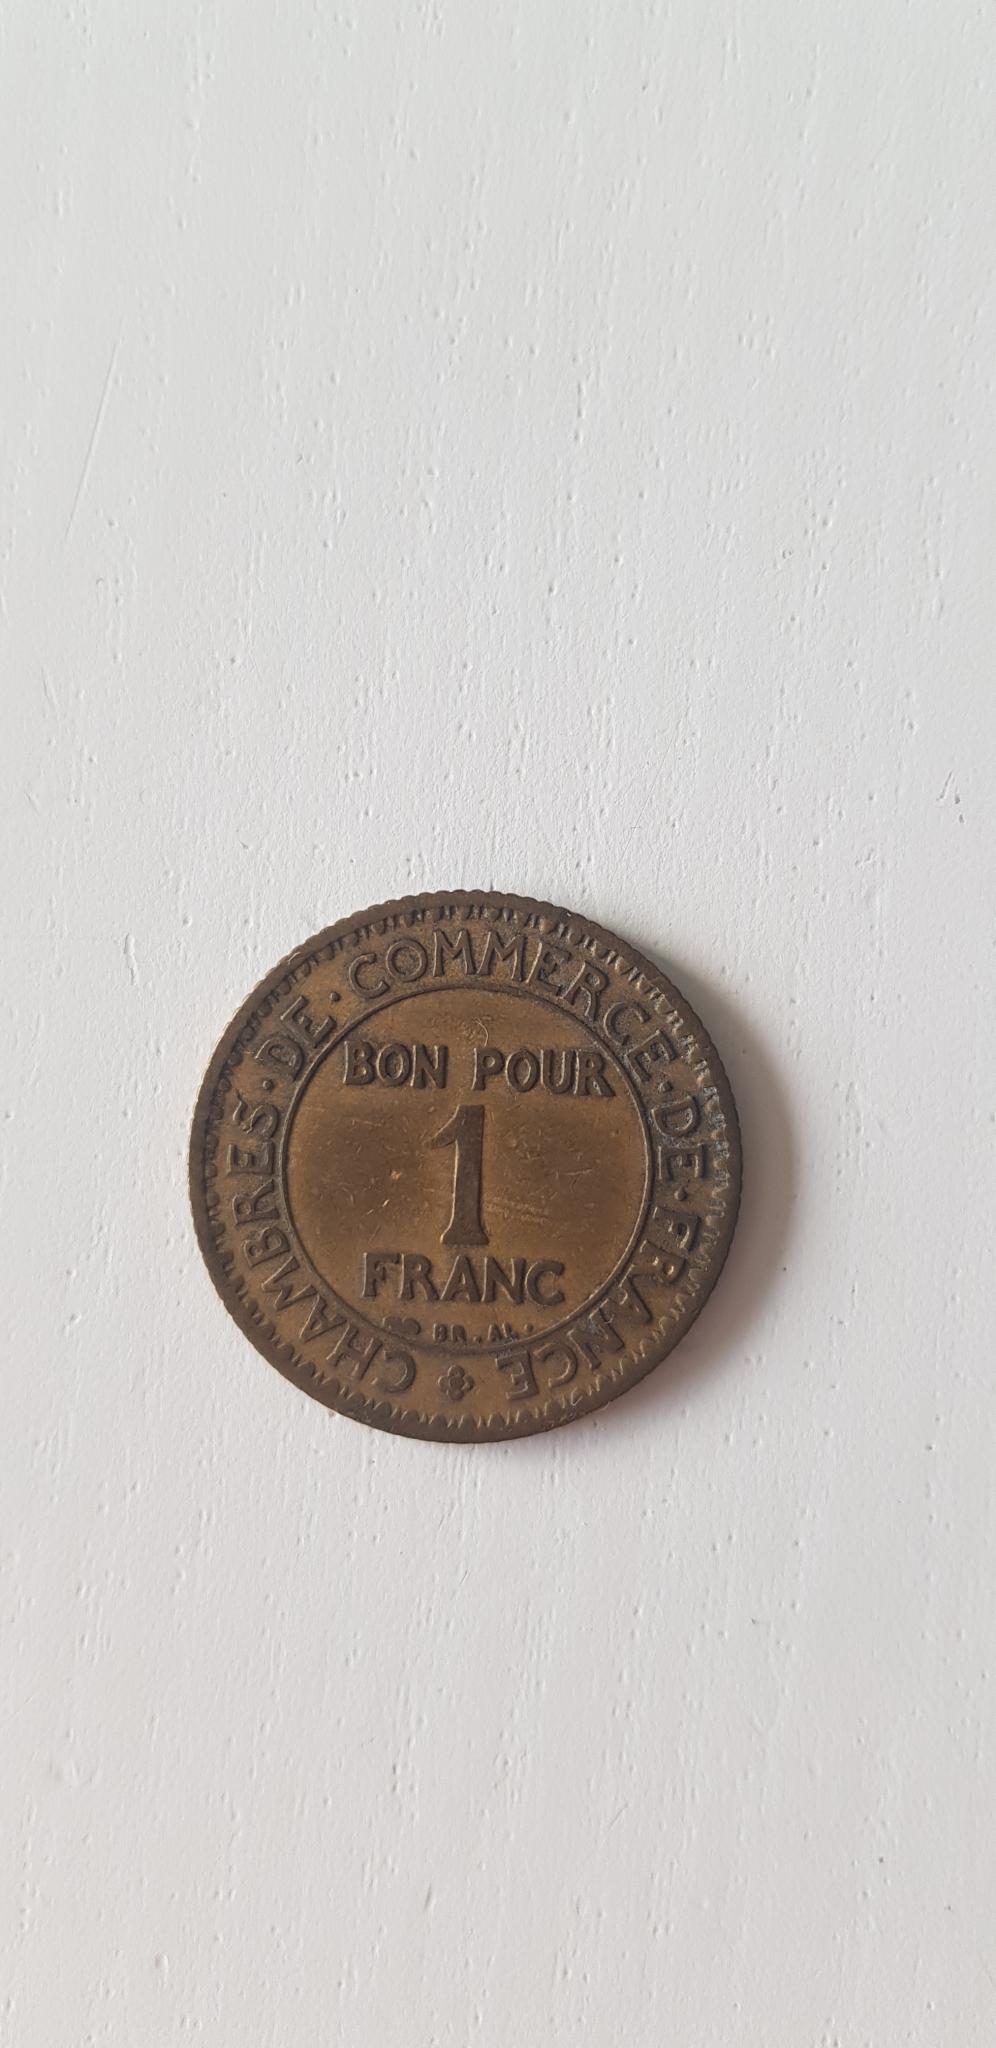 CHAMBRES · DE · COMMERCE · DE · FRANCE
BON POUR
1
FRANC
BR. AL.